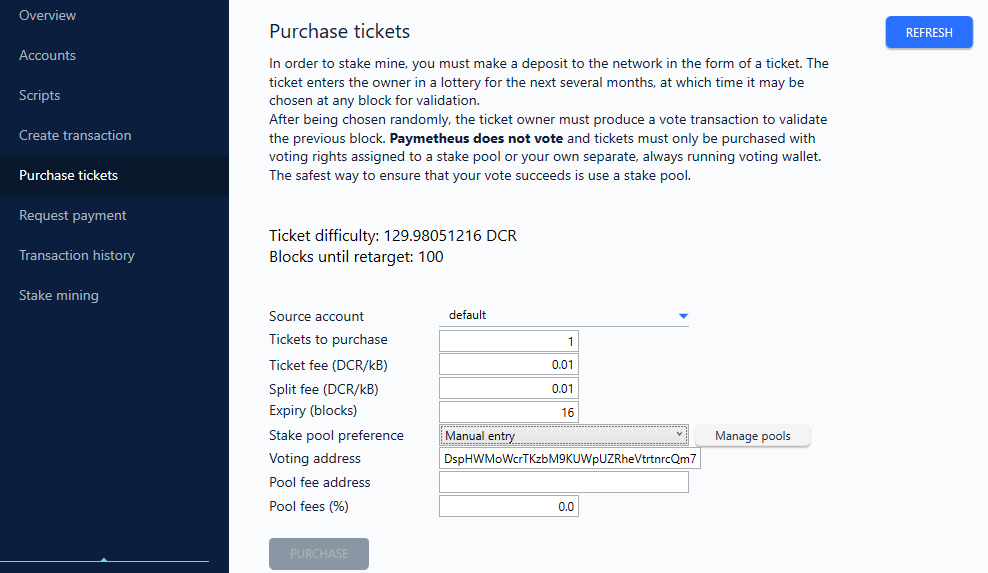 Overview
Accounts
Scripts
Create transaction
Purchase tickets
Request payment
Transaction history
Stake mining
Purchase tickets
REFRESH
In order to stake mine, you must make a deposit to the network in the form of a ticket. The
ticket enters the owner in a lottery for the next several months, at which time it may be
chosen at any block for validation.
After being chosen randomly, the ticket owner must produce a vote transaction to validate
the previous block. Paymetheus does not vote and tickets must only be purchased with
voting rights assigned to a stake pool or your own separate, always running voting wallet.
The safest way to ensure that your vote succeeds is use a stake pool.
Ticket difficulty: 129.98051216 DCR
Blocks until retarget: 100
Source account default
Tickets to purchase 1
Ticket fee (DCR/kB) 0.01
Split fee (DCR/kB) 0.01
Expiry (blocks) 16
Stake pool preference Manual entry Manage pools
Voting address DspHWMoWcrTKzbM9KUWpUZRheVtrtnrcQm7
Pool fee address
Pool fees (%) 0.0
PURCHASE